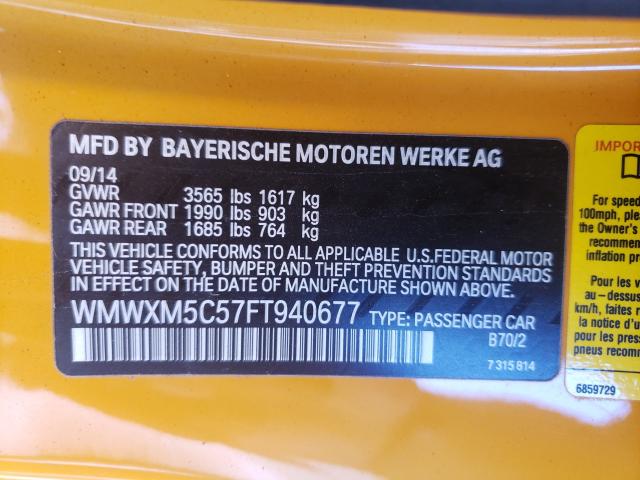 MFD BY BAYERISCHE MOTOREN WERKE AG
09/14
GVWR 3565 lbs 1617 kg
GAWR FRONT 1990 lbs 903 kg
GAWR REAR 1685 lbs 764 kg
THIS VEHICLE CONFORMS TO ALL APPLICABLE U.S.FEDERAL MOTOR
VEHICLE SAFETY, BUMPER AND THEFT PREVENTION STANDARDS
IN EFFECT ON THE DATE OF MANUFACTURE SHOWN ABOVE.
WMWXM5C57FT940677 TYPE: PASSENGER CAR
B70/2
7 315 814
For speed
100mph, ple
the Owner's
recommen
inflation pr
Pour les v
au-dessus
km/h, de
la notice d'u
pour les pres
pneus recomm
6859729